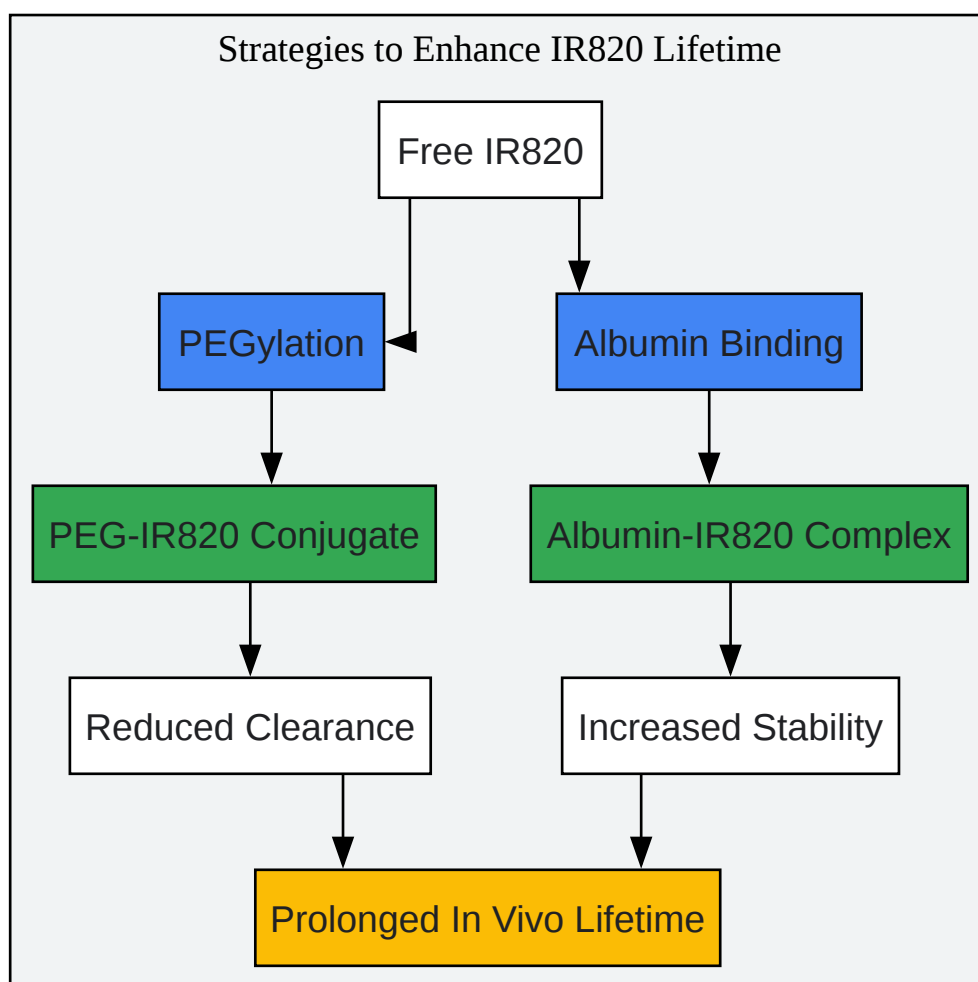 Strategies to Enhance IR820 Lifetime
Free IR820
PEGylation
Albumin Binding
PEG-IR820 Conjugate
Albumin-IR820 Complex
Reduced Clearance
Increased Stability
Prolonged In Vivo Lifetime